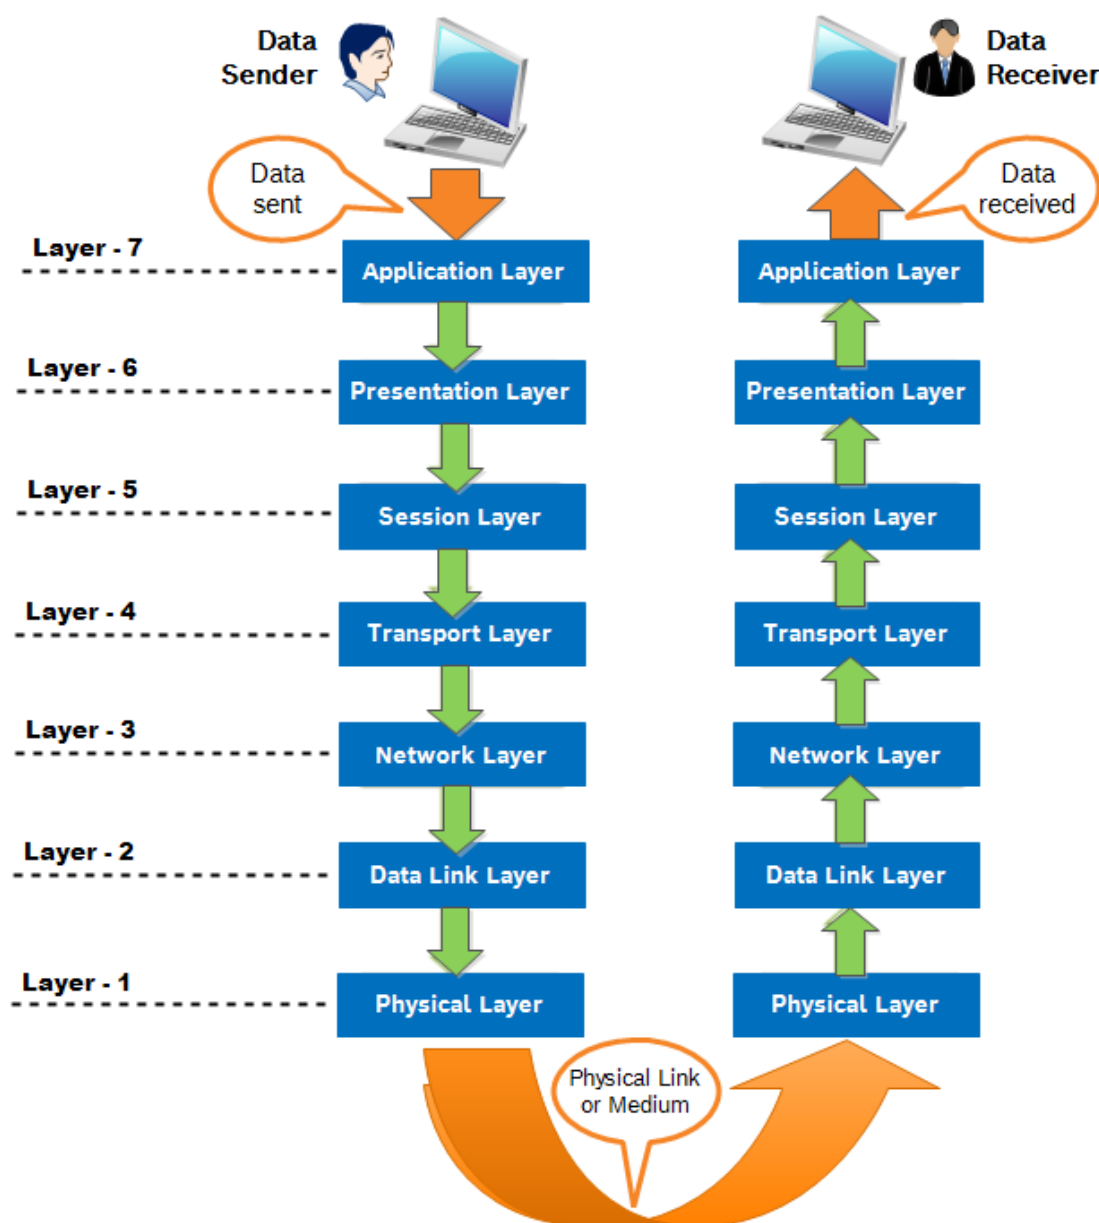 Data
Sender
Data
Receiver
Data
sent
Data
received
Layer - 7
Application Layer
Application Layer
Layer - 6
Presentation Layer
Presentation Layer
Layer - 5
Session Layer
Session Layer
Layer - 4
Transport Layer
Transport Layer
Layer - 3
Network Layer
Network Layer
Layer - 2
Data Link Layer
Data Link Layer
Layer - 1
Physical Layer
Physical Layer
Physical Link
or Medium